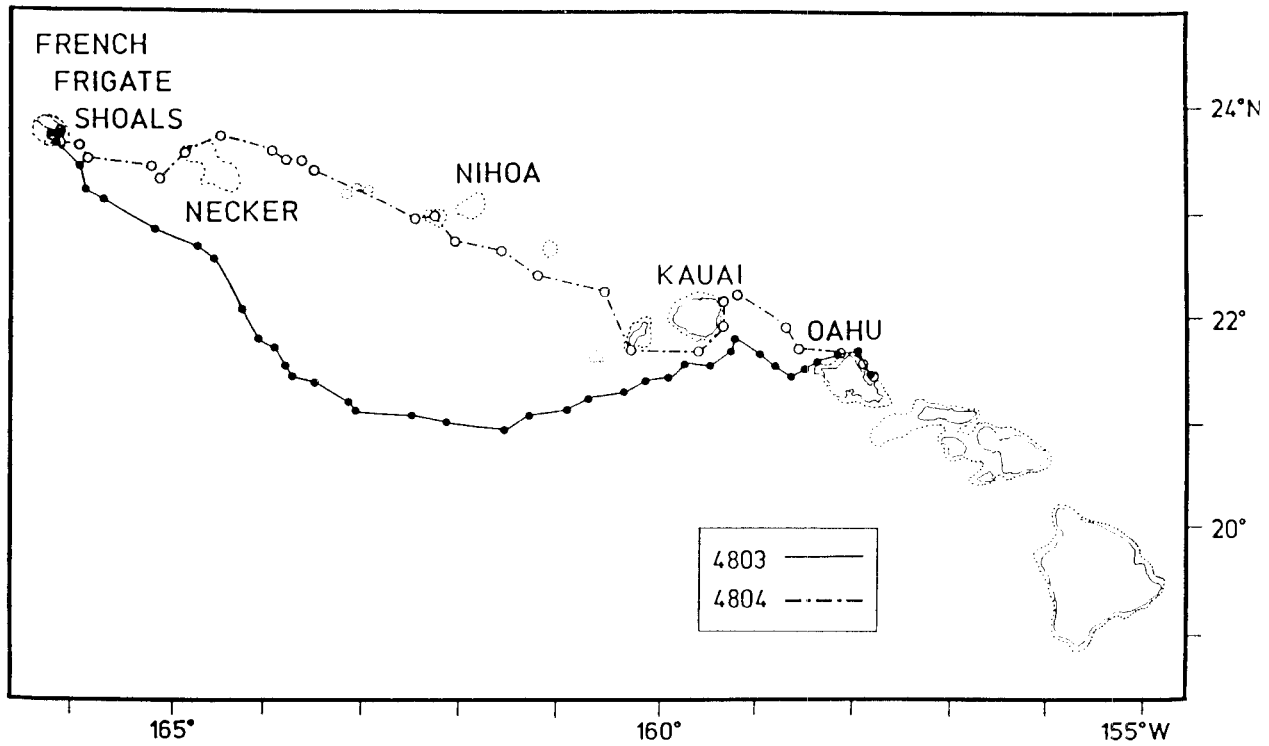 FRENCH
FRIGATE
SHOALS
24°N
NIHOA
NECKER
KAUAI
22°
OAHU
20°
4803
4804
165°
160°
155°W